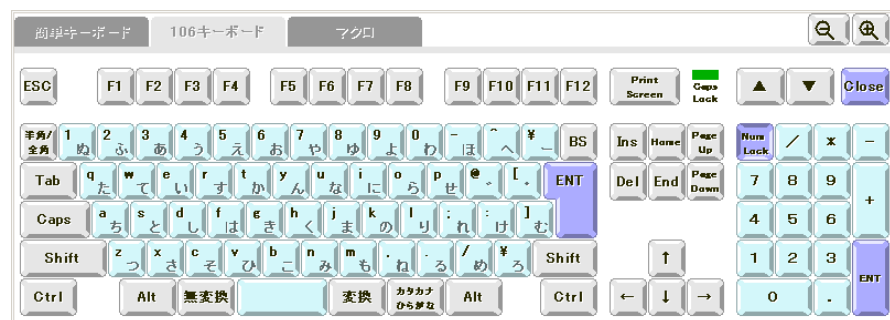 簡単キーボード 106キーボード マクロ
ESC F1 F2 F3 F4 F5 F6 F7 F8 F9 F10 F11 F12 Print Screen Caps Lock ▲ ▼ Close
半角/全角 1 ぬ 2 ふ 3 あ 4 う 5 え 6 お 7 や 8 ゆ 9 よ 0 わ - ほ ^ へ ¥ ー BS Ins Home Page Up Num Lock / * -
Tab q た w て e い r す t か y ん u な i に o ら p せ @ ゛ [ ENT Del End Page Down 7 8 9 +
Caps a ち s と d し f は g き h く j ま k の l り ; れ : け ] む 4 5 6
Shift z つ x さ c そ v ひ b こ n み m も , ね . る / め ¥ ろ Shift ↑ 1 2 3 ENT
Ctrl Alt 無変換 変換 カタカナ ひらがな Alt Ctrl ← ↓ → 0 .